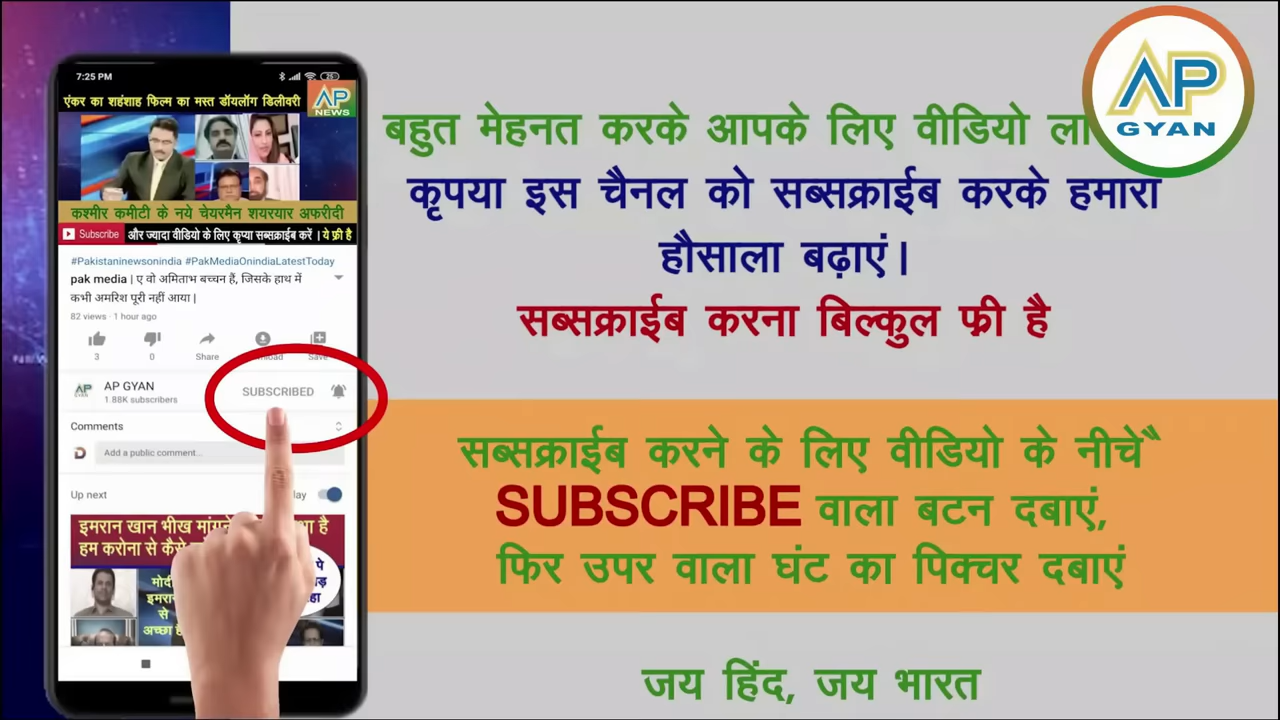 7:25 PM
25
एंकर का शहंशाह फिल्म का मस्त डॉयलॉग डिलीवरी
AP
NEWS
कश्मीर कमीटी के नये चेयरमैन शयरयार अफरीदी
Subscribe और ज्यादा वीडियो के लिए कृप्या सब्सक्राईब करें । ये फ्री है
#Pakistaninewsonindia #PakMediaOnindiaLatestToday
pak media | ए वो अमिताभ बच्चन हैं, जिसके हाथ में
कभी अमरिश पूरी नहीं आया |
82 views · 1 hour ago
3 0 Share Save
AP GYAN
1.88K subscribers
SUBSCRIBED
Comments
Add a public comment...
Up next
इमरान खान भीख मांगने है
हम करोना से कैसे
मोदी
इमरान
से
अच्छा है
AP
GYAN
बहुत मेहनत करके आपके लिए वीडियो ला
कृपया इस चैनल को सब्सक्राईब करके हमारा
हौसाला बढ़ाएं|
सब्सक्राईब करना बिल्कुल फ्री है
सब्सक्राईब करने के लिए वीडियो के नीचे
SUBSCRIBE वाला बटन दबाएं,
फिर उपर वाला घंट का पिक्चर दबाएं
जय हिंद, जय भारत